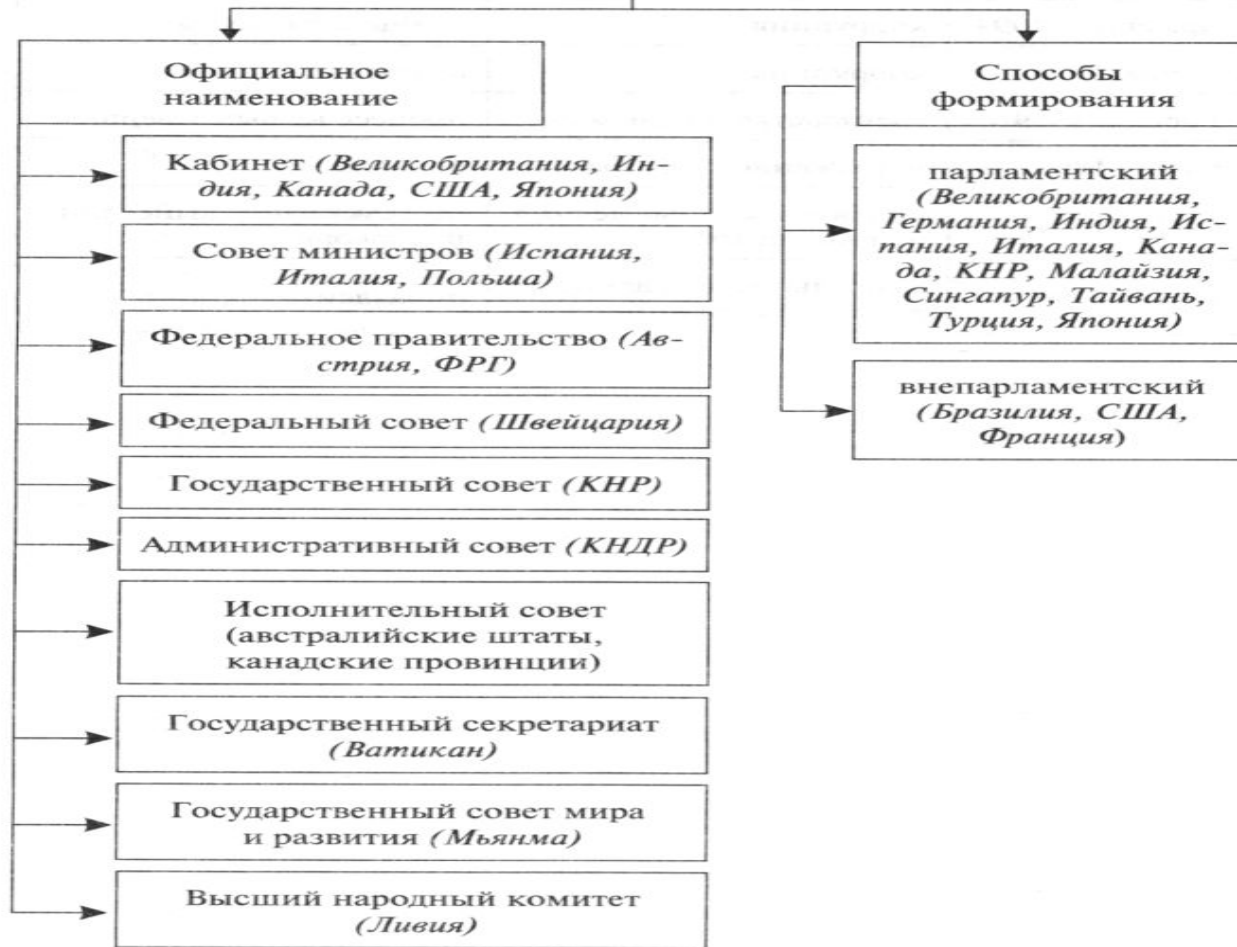 Официальное
наименование
Кабинет (Великобритания, Ин-
дия, Канада, США, Япония)
Совет министров (Испания,
Италия, Польша)
Федеральное правительство (Ав-
стрия, ФРГ)
Федеральный совет (Швейцария)
Государственный совет (КНР)
Административный совет (КНДР)
Исполнительный совет
(австралийские штаты,
канадские провинции)
Государственный секретариат
(Ватикан)
Государственный совет мира
и развития (Мьянма)
Высший народный комитет
(Ливия)
Способы
формирования
парламентский
(Великобритания,
Германия, Индия, Ис-
пания, Италия, Кана-
да, КНР, Малайзия,
Сингапур, Тайвань,
Турция, Япония)
внепарламентский
(Бразилия, США,
Франция)